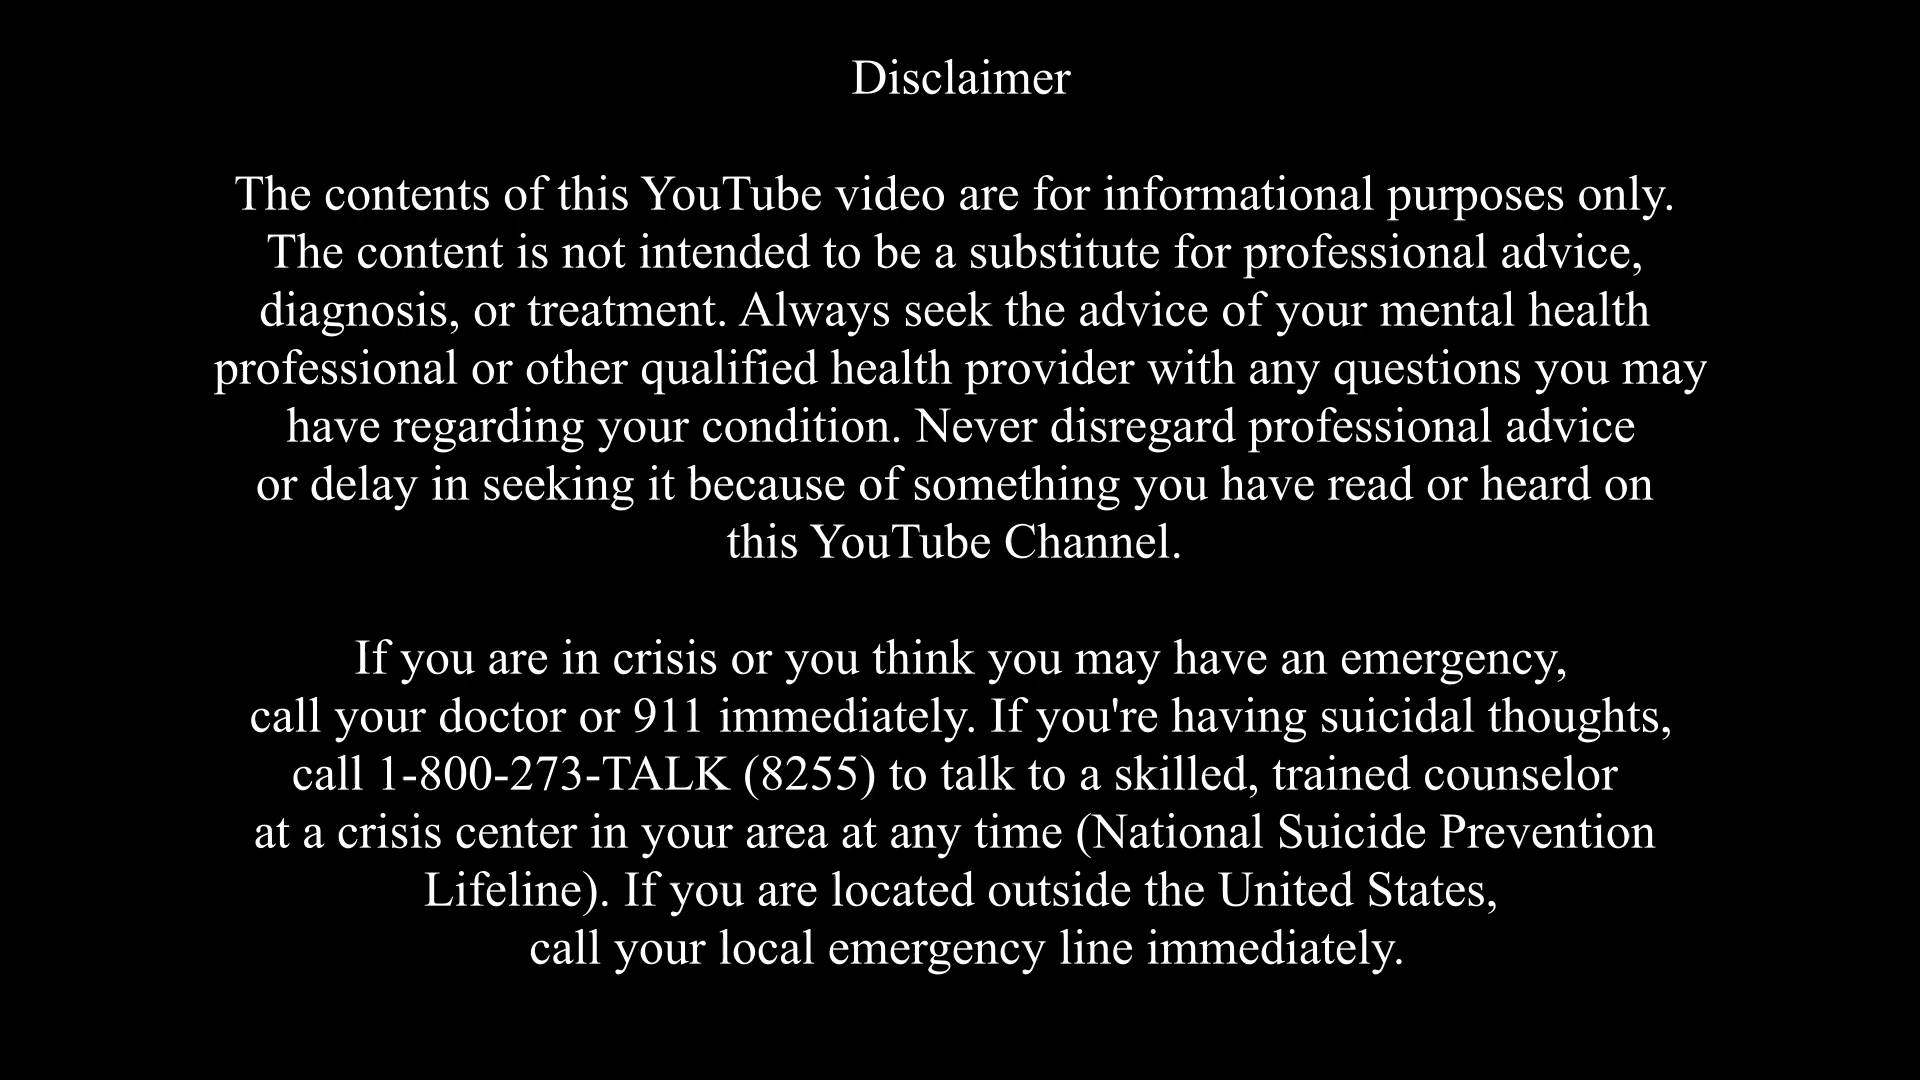 Disclaimer
The contents of this YouTube video are for informational purposes only.
The content is not intended to be a substitute for professional advice,
diagnosis, or treatment. Always seek the advice of your mental health
professional or other qualified health provider with any questions you may
have regarding your condition. Never disregard professional advice
or delay in seeking it because of something you have read or heard on
this YouTube Channel.
If you are in crisis or you think you may have an emergency,
call your doctor or 911 immediately. If you're having suicidal thoughts,
call 1-800-273-TALK (8255) to talk to a skilled, trained counselor
at a crisis center in your area at any time (National Suicide Prevention
Lifeline). If you are located outside the United States,
call your local emergency line immediately.